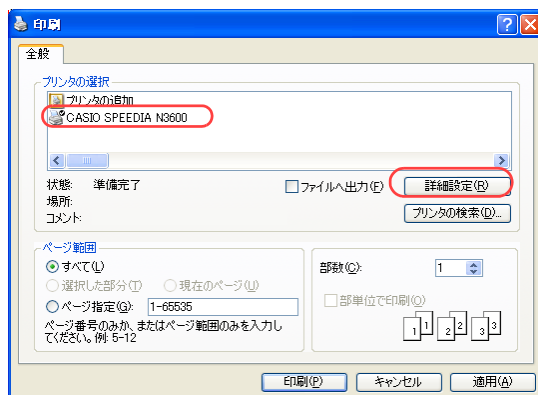 印刷
全般
プリンタの選択
プリンタの追加
CASIO SPEEDIA N3600
状態: 準備完了
場所:
コメント:
ファイルへ出力(F)
詳細設定(R)
プリンタの検索(D)...
ページ範囲
すべて(L)
選択した部分(T) 現在のページ(U)
ページ指定(G): 1-65535
ページ番号のみか、またはページ範囲のみを入力し
てください。例: 5-12
部数(C): 1
部単位で印刷(O)
1 1 2 2 3 3
印刷(P) キャンセル 適用(A)